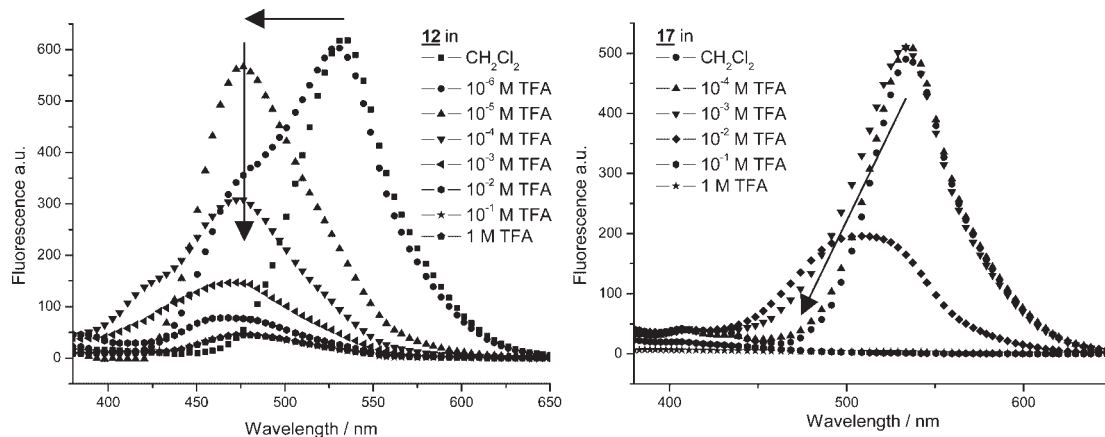 12 in
CH₂Cl₂
10⁻⁶ M TFA
10⁻⁵ M TFA
10⁻⁴ M TFA
10⁻³ M TFA
10⁻² M TFA
10⁻¹ M TFA
1 M TFA
Fluorescence a.u.
600
500
400
300
200
100
0
400 450 500 550 600 650
Wavelength / nm
17 in
CH₂Cl₂
10⁻⁴ M TFA
10⁻³ M TFA
10⁻² M TFA
10⁻¹ M TFA
1 M TFA
Fluorescence a.u.
500
400
300
200
100
0
400 500 600
Wavelength / nm